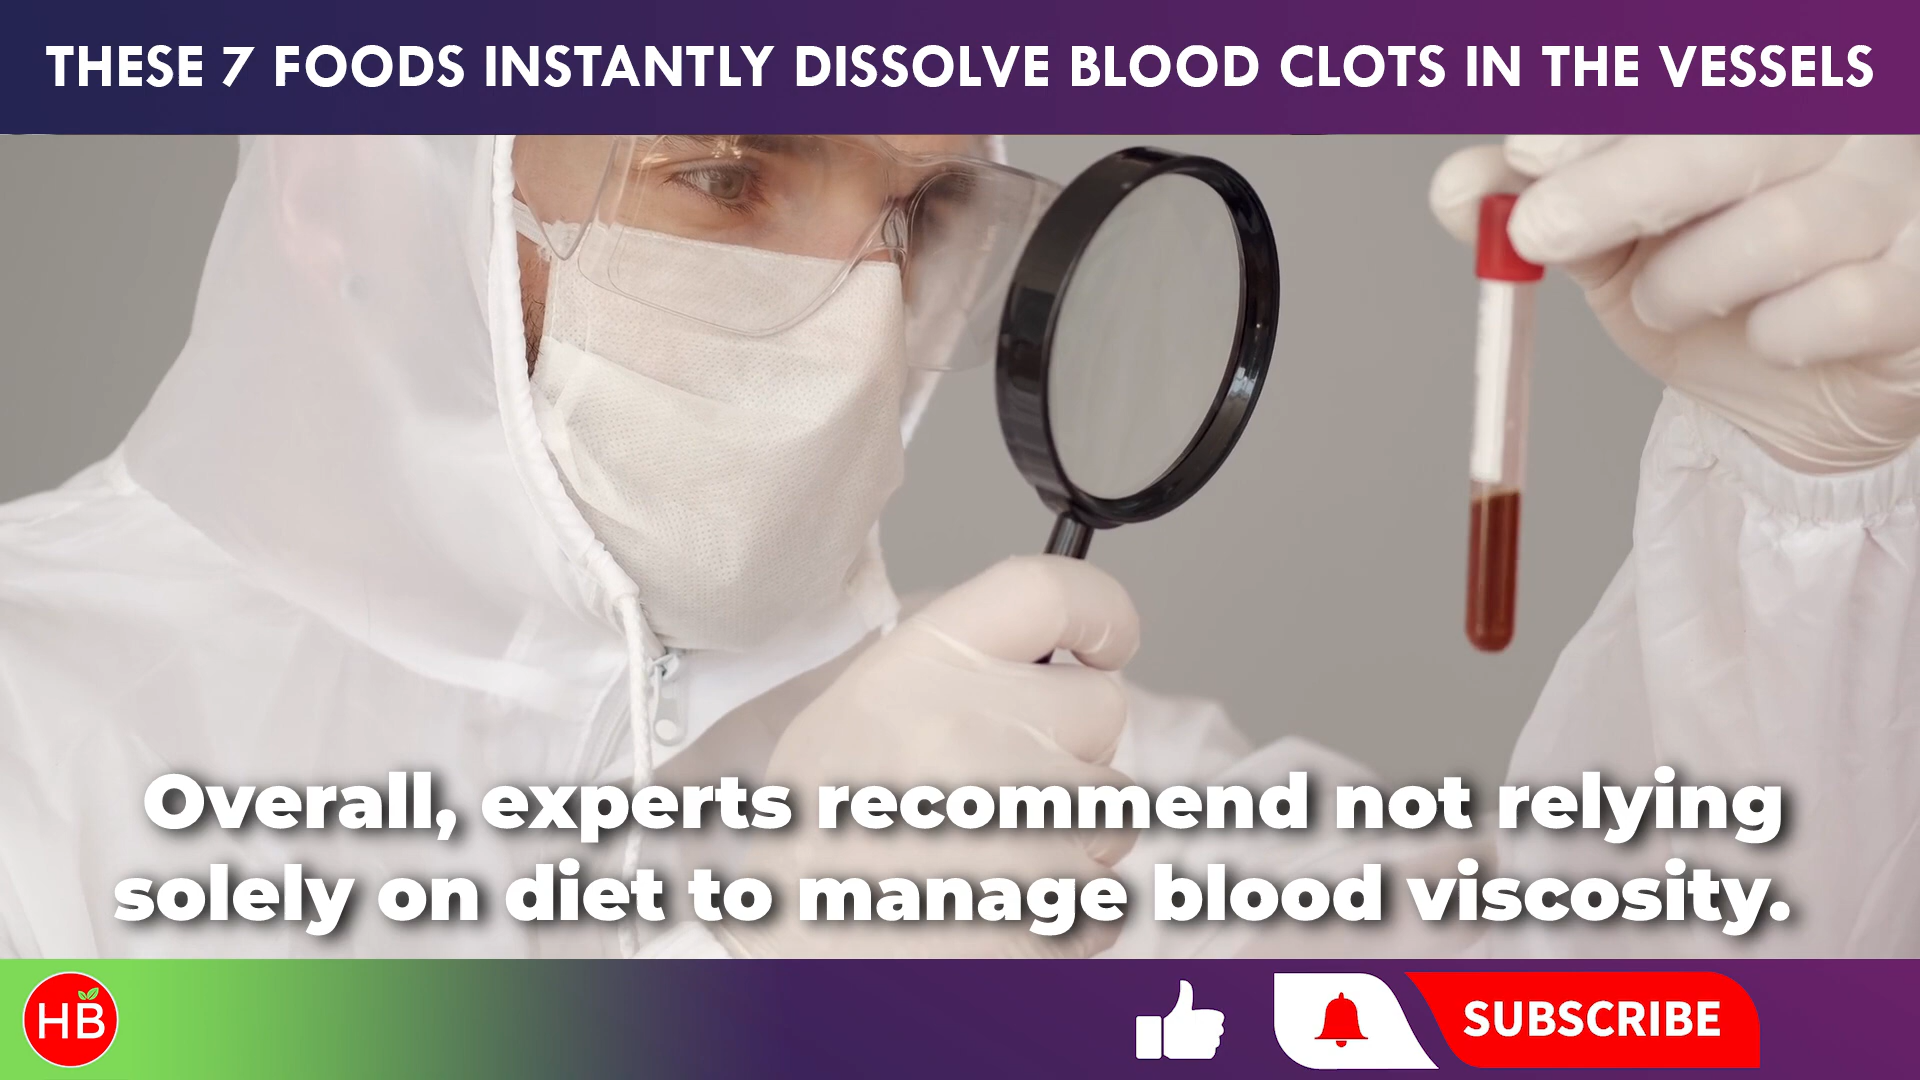 THESE 7 FOODS INSTANTLY DISSOLVE BLOOD CLOTS IN THE VESSELS
Overall, experts recommend not relying
solely on diet to manage blood viscosity.
HB
SUBSCRIBE